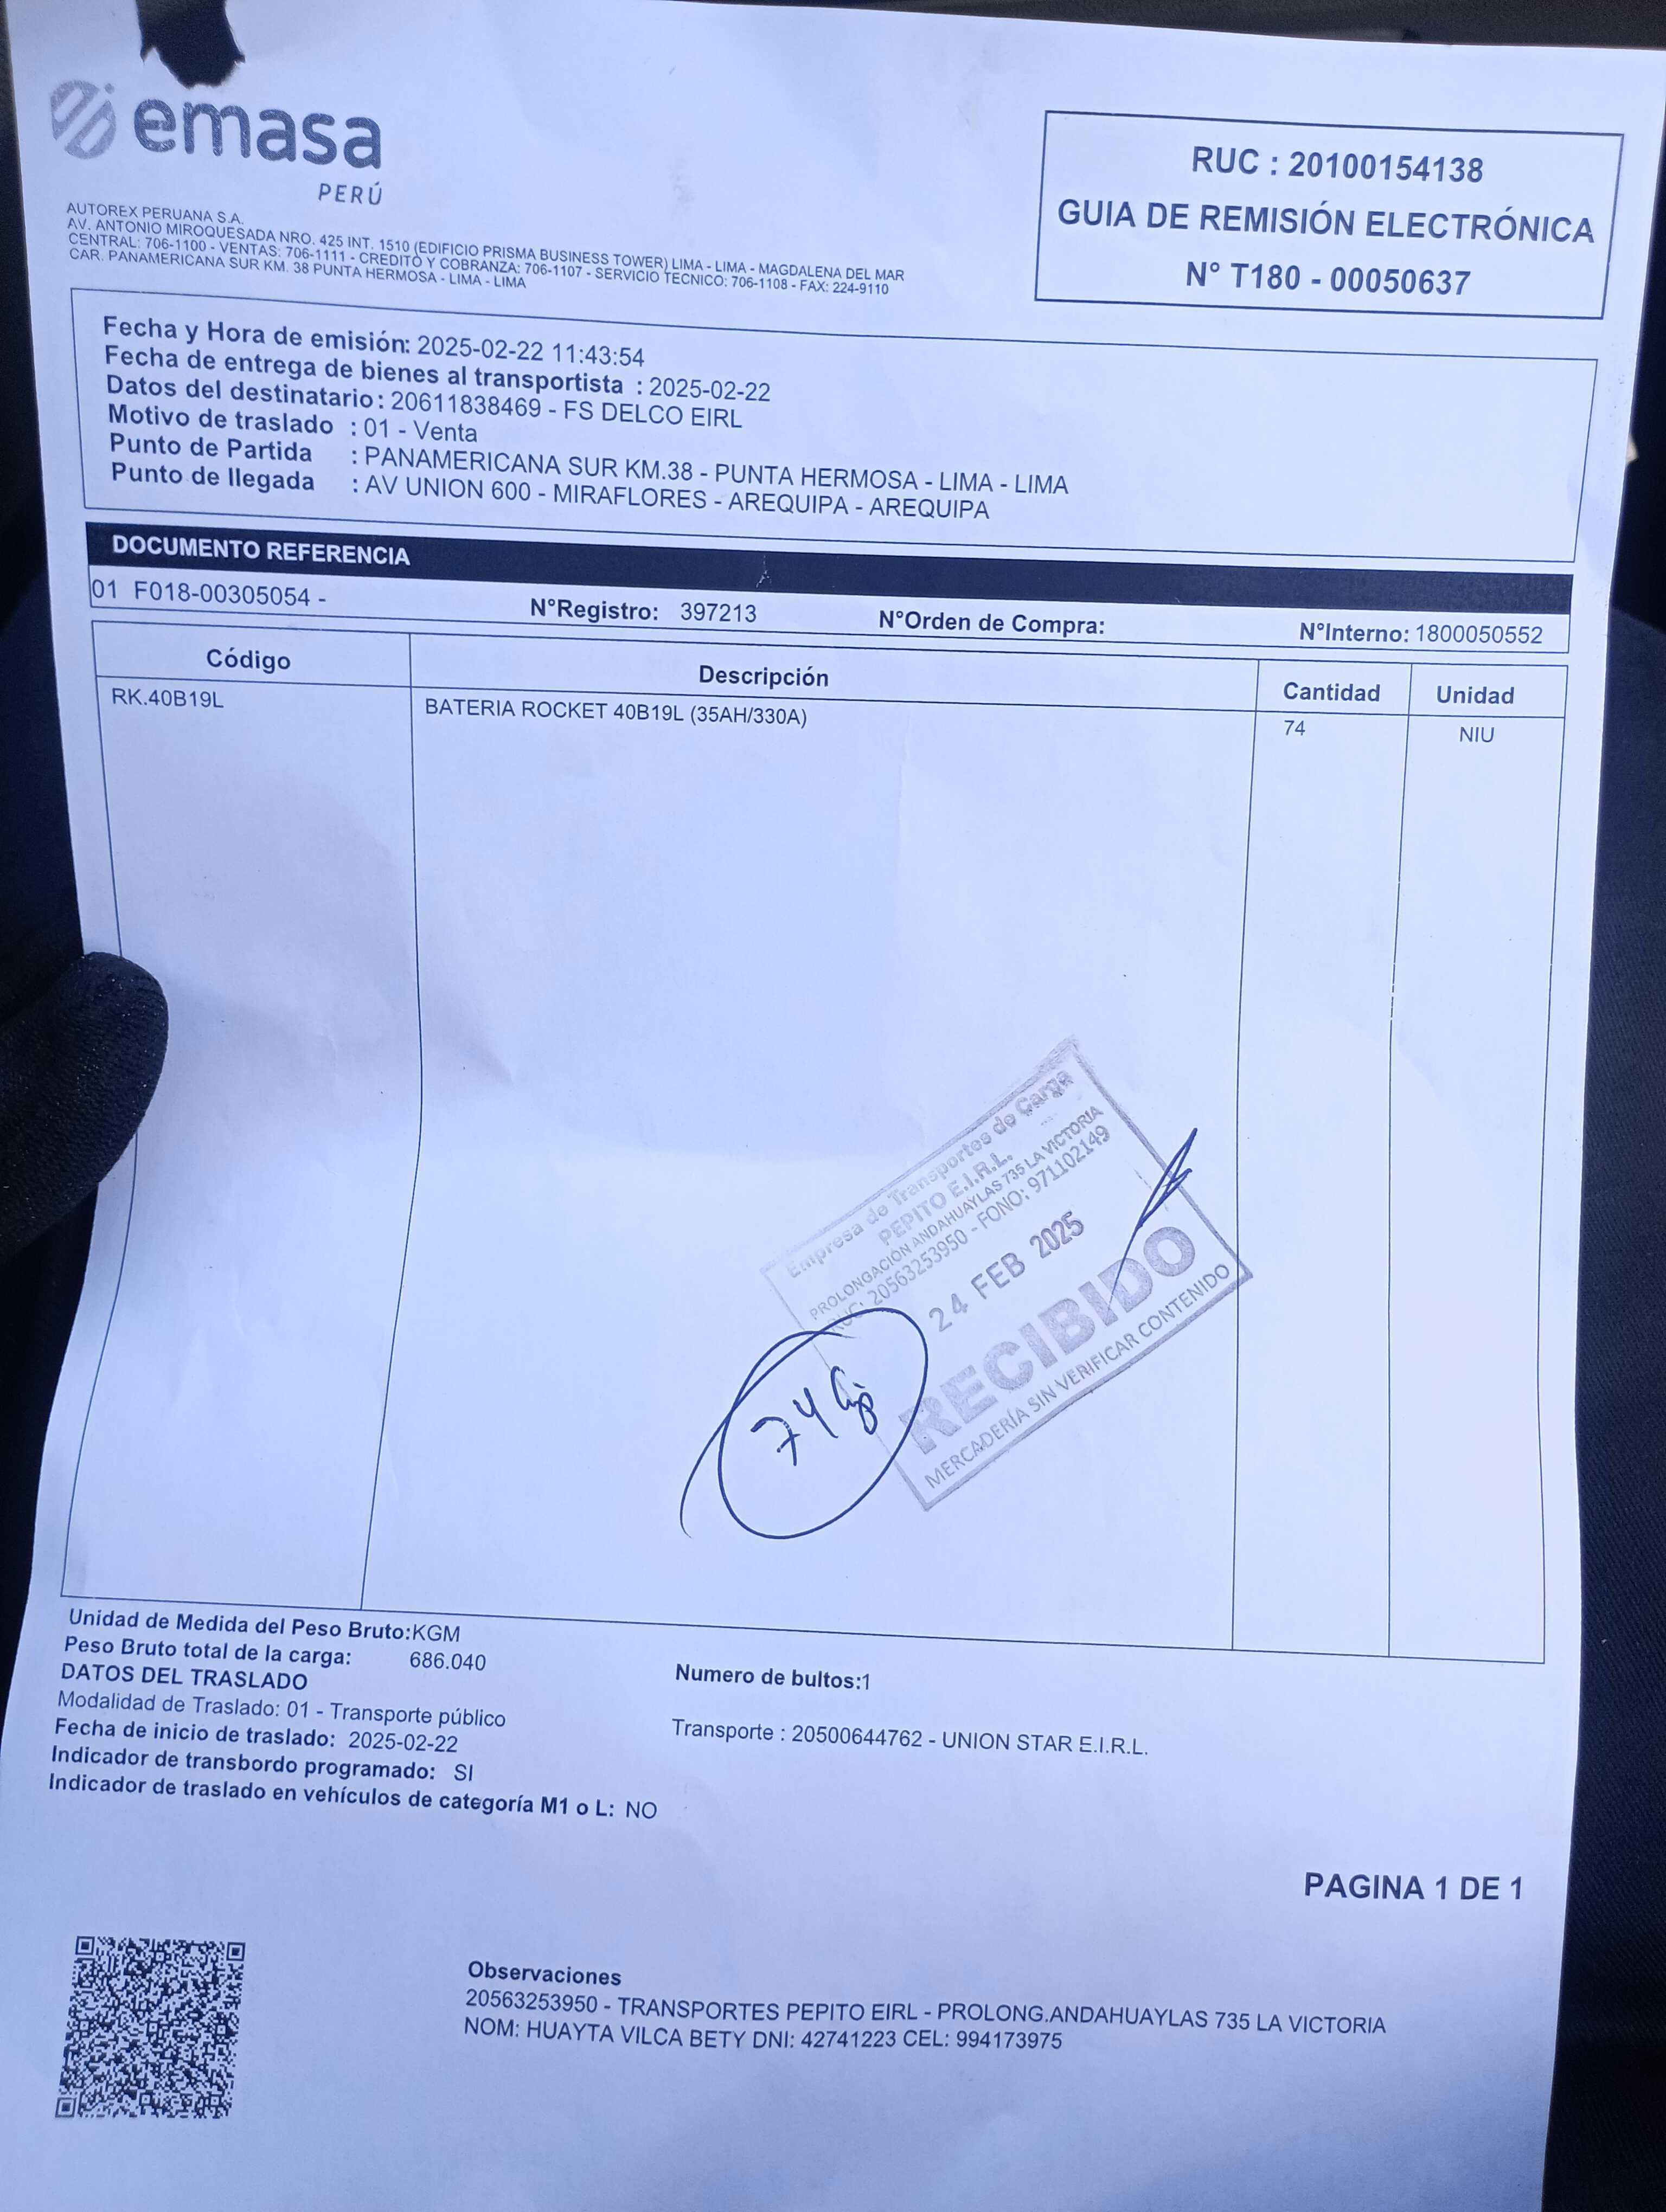 emasa
PERÚ
AUTOREX PERUANA S.A.
AV. ANTONIO MIROQUESADA NRO. 425 INT. 1510 (EDIFICIO PRISMA BUSINESS TOWER) LIMA - LIMA - MAGDALENA DEL MAR
CENTRAL: 706-1100 - VENTAS: 706-1111 - CREDITO Y COBRANZA: 706-1107 - SERVICIO TECNICO: 706-1108 - FAX: 224-9110
CAR. PANAMERICANA SUR KM. 38 PUNTA HERMOSA - LIMA - LIMA
RUC : 20100154138
GUIA DE REMISIÓN ELECTRÓNICA
N° T180 - 00050637
Fecha y Hora de emisión: 2025-02-22 11:43:54
Fecha de entrega de bienes al transportista : 2025-02-22
Datos del destinatario : 20611838469 - FS DELCO EIRL
Motivo de traslado : 01 - Venta
Punto de Partida : PANAMERICANA SUR KM.38 - PUNTA HERMOSA - LIMA - LIMA
Punto de llegada : AV UNION 600 - MIRAFLORES - AREQUIPA - AREQUIPA
DOCUMENTO REFERENCIA
01 F018-00305054 - N°Registro: 397213 N°Orden de Compra: N°Interno: 1800050552
Código Descripción Cantidad Unidad
RK.40B19L BATERIA ROCKET 40B19L (35AH/330A) 74 NIU
Empresa de Transportes de Carga
PEPITO E.I.R.L.
PROLONGACIÓN ANDAHUAYLAS 735 LA VICTORIA
RUC: 20563253950 - FONO: 971102149
24 FEB 2025
RECIBIDO
MERCADERÍA SIN VERIFICAR CONTENIDO
74
Unidad de Medida del Peso Bruto:KGM
Peso Bruto total de la carga: 686.040
Numero de bultos:1
DATOS DEL TRASLADO
Modalidad de Traslado: 01 - Transporte público
Transporte : 20500644762 - UNION STAR E.I.R.L.
Fecha de inicio de traslado: 2025-02-22
Indicador de transbordo programado: SI
Indicador de traslado en vehículos de categoría M1 o L: NO
PAGINA 1 DE 1
Observaciones
20563253950 - TRANSPORTES PEPITO EIRL - PROLONG.ANDAHUAYLAS 735 LA VICTORIA
NOM: HUAYTA VILCA BETY DNI: 42741223 CEL: 994173975